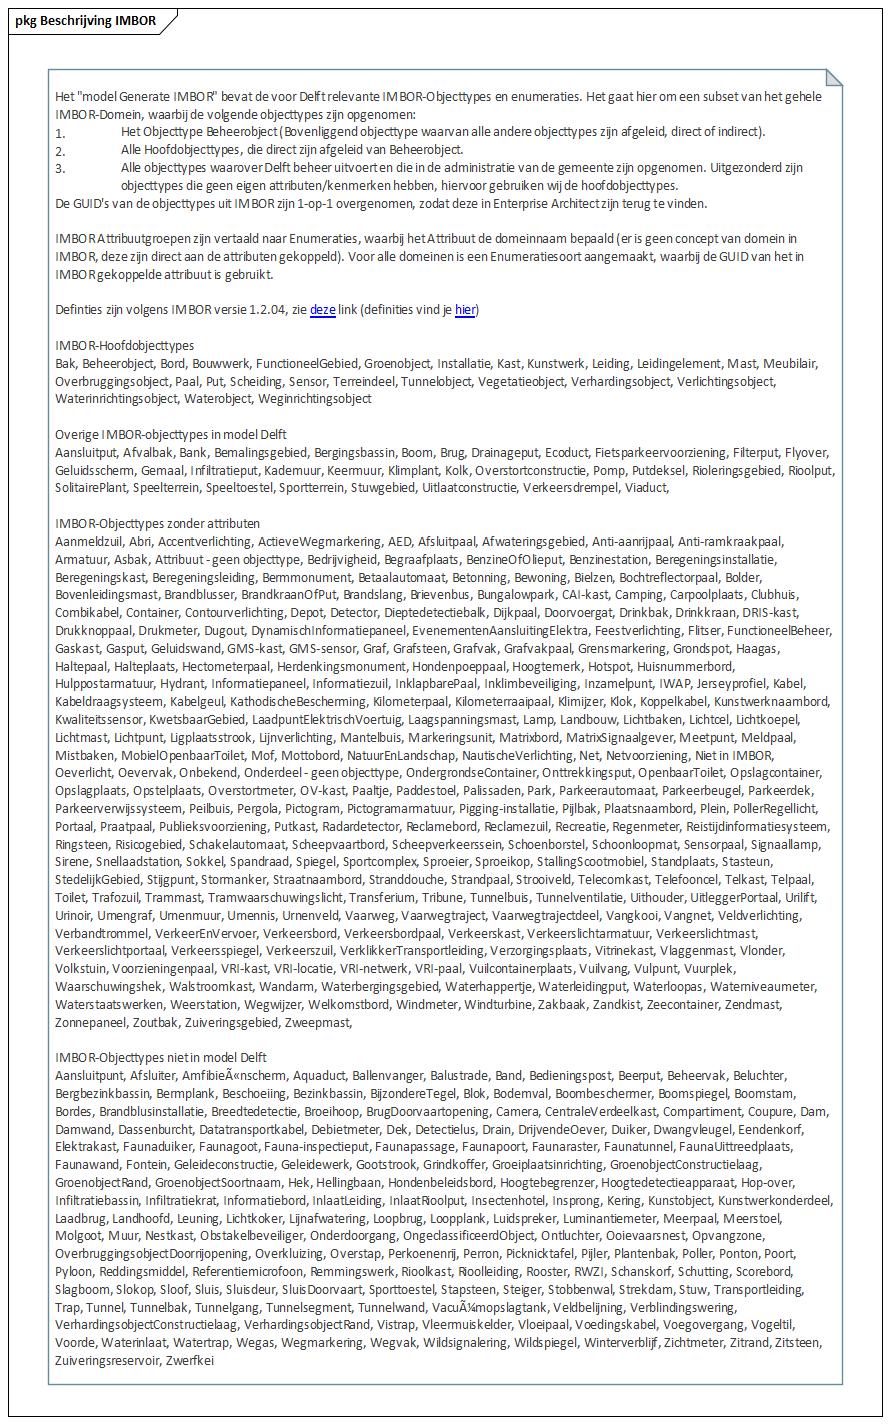 pkg Beschrijving IMBOR
Het "model Generate IMBOR" bevat de voor Delft relevante IMBOR-Objecttypes en enumeraties. Het gaat hier om een subset van het gehele
IMBOR-Domein, waarbij de volgende objecttypes zijn opgenomen:
1. Het Objecttype Beheerobject (Bovenliggend objecttype waarvan alle andere objecttypes zijn afgeleid, direct of indirect).
2. Alle Hoofdobjecttypes, die direct zijn afgeleid van Beheerobject.
3. Alle objecttypes waarover Delft beheer uitvoert en die in de administratie van de gemeente zijn opgenomen. Uitgezonderd zijn
objecttypes die geen eigen attributen/kenmerken hebben, hiervoor gebruiken wij de hoofdobjecttypes.
De GUID's van de objecttypes uit IMBOR zijn 1-op-1 overgenomen, zodat deze in Enterprise Architect zijn terug te vinden.
IMBOR Attribuutgroepen zijn vertaald naar Enumeraties, waarbij het Attribuut de domeinnaam bepaald (er is geen concept van domein in
IMBOR, deze zijn direct aan de attributen gekoppeld). Voor alle domeinen is een Enumeratiesoort aangemaakt, waarbij de GUID van het in
IMBOR gekoppelde attribuut is gebruikt.
Definties zijn volgens IMBOR versie 1.2.04, zie deze link (definities vind je hier)
IMBOR-Hoofdobjecttypes
Bak, Beheerobject, Bord, Bouwwerk, FunctioneelGebied, Groenobject, Installatie, Kast, Kunstwerk, Leiding, Leidingelement, Mast, Meubilair,
Overbruggingsobject, Paal, Put, Scheiding, Sensor, Terreindeel, Tunnelobject, Vegetatieobject, Verhardingsobject, Verlichtingsobject,
Waterinrichtingsobject, Waterobject, Weginrichtingsobject
Overige IMBOR-objecttypes in model Delft
Aansluitput, Afvalbak, Bank, Bemalingsgebied, Bergingsbassin, Boom, Brug, Drainageput, Ecoduct, Fietsparkeervoorziening, Filterput, Flyover,
Geluidsscherm, Gemaal, Infiltratieput, Kademuur, Keermuur, Klimplant, Kolk, Overstortconstructie, Pomp, Putdeksel, Rioleringsgebied, Rioolput,
SolitairePlant, Speelterrein, Speeltoestel, Sportterrein, Stuwgebied, Uitlaatconstructie, Verkeersdrempel, Viaduct,
IMBOR-Objecttypes zonder attributen
Aanmeldzuil, Abri, Accentverlichting, ActieveWegmarkering, AED, Afsluitpaal, Afwateringsgebied, Anti-aanrijpaal, Anti-ramkraakpaal,
Armatuur, Asbak, Attribuut - geen objecttype, Bedrijvigheid, Begraafplaats, BenzineOfOlieput, Benzinestation, Beregeningsinstallatie,
Beregeningskast, Beregeningsleiding, Bermmonument, Betaalautomaat, Betonning, Bewoning, Bielzen, Bochtreflectorpaal, Bolder,
Bovenleidingsmast, Brandblusser, BrandkraanOfPut, Brandslang, Brievenbus, Bungalowpark, CAI-kast, Camping, Carpoolplaats, Clubhuis,
Combikabel, Container, Contourverlichting, Depot, Detector, Dieptedetectiebalk, Dijkpaal, Doorvoergat, Drinkbak, Drinkkraan, DRIS-kast,
Drukknoppaal, Drukmeter, Dugout, DynamischInformatiepaneel, EvenementenAansluitingElektra, Feestverlichting, Flitser, FunctioneelBeheer,
Gaskast, Gasput, Geluidswand, GMS-kast, GMS-sensor, Graf, Grafsteen, Grafvak, Grafvakpaal, Grensmarkering, Grondspot, Haagas,
Haltepaal, Halteplaats, Hectometerpaal, Herdenkingsmonument, Hondenpoeppaal, Hoogtemerk, Hotspot, Huisnummerbord,
Hulppostarmatuur, Hydrant, Informatiepaneel, Informatiezuil, InklapbarePaal, Inklimbeveiliging, Inzamelpunt, IWAP, Jerseyprofiel, Kabel,
Kabeldraagsysteem, Kabelgeul, KathodischeBescherming, Kilometerpaal, Kilometerraaipaal, Klimijzer, Klok, Koppelkabel, Kunstwerknaambord,
Kwaliteitssensor, KwetsbaarGebied, LaadpuntElektrischVoertuig, Laagspanningsmast, Lamp, Landbouw, Lichtbaken, Lichtcel, Lichtkoepel,
Lichtmast, Lichtpunt, Ligplaatsstrook, Lijnverlichting, Mantelbuis, Markeringsunit, Matrixbord, MatrixSignaalgever, Meetpunt, Meldpaal,
Mistbaken, MobielOpenbaarToilet, Mof, Mottobord, NatuurEnLandschap, NautischeVerlichting, Net, Netvoorziening, Niet in IMBOR,
Oeverlicht, Oevervak, Onbekend, Onderdeel - geen objecttype, OndergrondseContainer, Onttrekkingsput, OpenbaarToilet, Opslagcontainer,
Opslagplaats, Opstelplaats, Overstortmeter, OV-kast, Paaltje, Paddestoel, Palissaden, Park, Parkeerautomaat, Parkeerbeugel, Parkeerdek,
Parkeerverwijssysteem, Peilbuis, Pergola, Pictogram, Pictogramarmatuur, Pigging-installatie, Pijlbak, Plaatsnaambord, Plein, PollerRegellicht,
Portaal, Praatpaal, Publieksvoorziening, Putkast, Radardetector, Reclamebord, Reclamezuil, Recreatie, Regenmeter, Reistijdinformatiesysteem,
Ringsteen, Risicogebied, Schakelautomaat, Scheepvaartbord, Scheepverkeerssein, Schoenborstel, Schoonloopmat, Sensorpaal, Signaallamp,
Sirene, Snellaadstation, Sokkel, Spandraad, Spiegel, Sportcomplex, Sproeier, Sproeikop, StallingScootmobiel, Standplaats, Stasteun,
StedelijkGebied, Stijgpunt, Stormanker, Straatnaambord, Stranddouche, Strandpaal, Strooiveld, Telecomkast, Telefooncel, Telkast, Telpaal,
Toilet, Trafozuil, Trammast, Tramwaarschuwingslicht, Transferium, Tribune, Tunnelbuis, Tunnelventilatie, Uithouder, UitleggerPortaal, Urilift,
Urinoir, Urnengraf, Urnenmuur, Urnennis, Urnenveld, Vaarweg, Vaarwegtraject, Vaarwegtrajectdeel, Vangkooi, Vangnet, Veldverlichting,
Verbandtrommel, VerkeerEnVervoer, Verkeersbord, Verkeersbordpaal, Verkeerskast, Verkeerslichtarmatuur, Verkeerslichtmast,
Verkeerslichtportaal, Verkeersspiegel, Verkeerszuil, VerklikkerTransportleiding, Verzorgingsplaats, Vitrinekast, Vlaggenmast, Vlonder,
Volkstuin, Voorzieningenpaal, VRI-kast, VRI-locatie, VRI-netwerk, VRI-paal, Vuilcontainerplaats, Vuilvang, Vulpunt, Vuurplek,
Waarschuwingshek, Walstroomkast, Wandarm, Waterbergingsgebied, Waterhappertje, Waterleidingput, Waterloopas, Waterniveaumeter,
Waterstaatswerken, Weerstation, Wegwijzer, Welkomstbord, Windmeter, Windturbine, Zakbaak, Zandkist, Zeecontainer, Zendmast,
Zonnepaneel, Zoutbak, Zuiveringsgebied, Zweepmast,
IMBOR-Objecttypes niet in model Delft
Aansluitpunt, Afsluiter, AmfibieÃ«nscherm, Aquaduct, Ballenvanger, Balustrade, Band, Bedieningspost, Beerput, Beheervak, Beluchter,
Bergbezinkbassin, Bermplank, Beschoeiing, Bezinkbassin, BijzondereTegel, Blok, Bodemval, Boombeschermer, Boomspiegel, Boomstam,
Bordes, Brandblusinstallatie, Breedtedetectie, Broeihoop, BrugDoorvaartopening, Camera, CentraleVerdeelkast, Compartiment, Coupure, Dam,
Damwand, Dassenburcht, Datatransportkabel, Debietmeter, Dek, Detectielus, Drain, DrijvendeOever, Duiker, Dwangvleugel, Eendenkorf,
Elektrakast, Faunaduiker, Faunagoot, Fauna-inspectieput, Faunapassage, Faunapoort, Faunaraster, Faunatunnel, FaunaUittreedplaats,
Faunawand, Fontein, Geleideconstructie, Geleidewerk, Gootstrook, Grindkoffer, Groeiplaatsinrichting, GroenobjectConstructielaag,
GroenobjectRand, GroenobjectSoortnaam, Hek, Hellingbaan, Hondenbeleidsbord, Hoogtebegrenzer, Hoogtedetectieapparaat, Hop-over,
Infiltratiebassin, Infiltratiekrat, Informatiebord, InlaatLeiding, InlaatRioolput, Insectenhotel, Insprong, Kering, Kunstobject, Kunstwerkonderdeel,
Laadbrug, Landhoofd, Leuning, Lichtkoker, Lijnafwatering, Loopbrug, Loopplank, Luidspreker, Luminantiemeter, Meerpaal, Meerstoel,
Molgoot, Muur, Nestkast, Obstakelbeveiliger, Onderdoorgang, OngeclassificeerdObject, Ontluchter, Ooievaarsnest, Opvangzone,
OverbruggingsobjectDoorrijopening, Overkluizing, Overstap, Perkoenenrij, Perron, Picknicktafel, Pijler, Plantenbak, Poller, Ponton, Poort,
Pyloon, Reddingsmiddel, Referentiemicrofoon, Remmingswerk, Rioolkast, Rioolleiding, Rooster, RWZI, Schanskorf, Schutting, Scorebord,
Slagboom, Slokop, Sloof, Sluis, Sluisdeur, SluisDoorvaart, Sporttoestel, Stapsteen, Steiger, Stobbenwal, Strekdam, Stuw, Transportleiding,
Trap, Tunnel, Tunnelbak, Tunnelgang, Tunnelsegment, Tunnelwand, VacuÃ¼mopslagtank, Veldbelijning, Verblindingswering,
VerhardingsobjectConstructielaag, VerhardingsobjectRand, Vistrap, Vleermuiskelder, Vloeipaal, Voedingskabel, Voegovergang, Vogeltil,
Voorde, Waterinlaat, Watertrap, Wegas, Wegmarkering, Wegvak, Wildsignalering, Wildspiegel, Winterverblijf, Zichtmeter, Zitrand, Zitsteen,
Zuiveringsreservoir, Zwerfkei